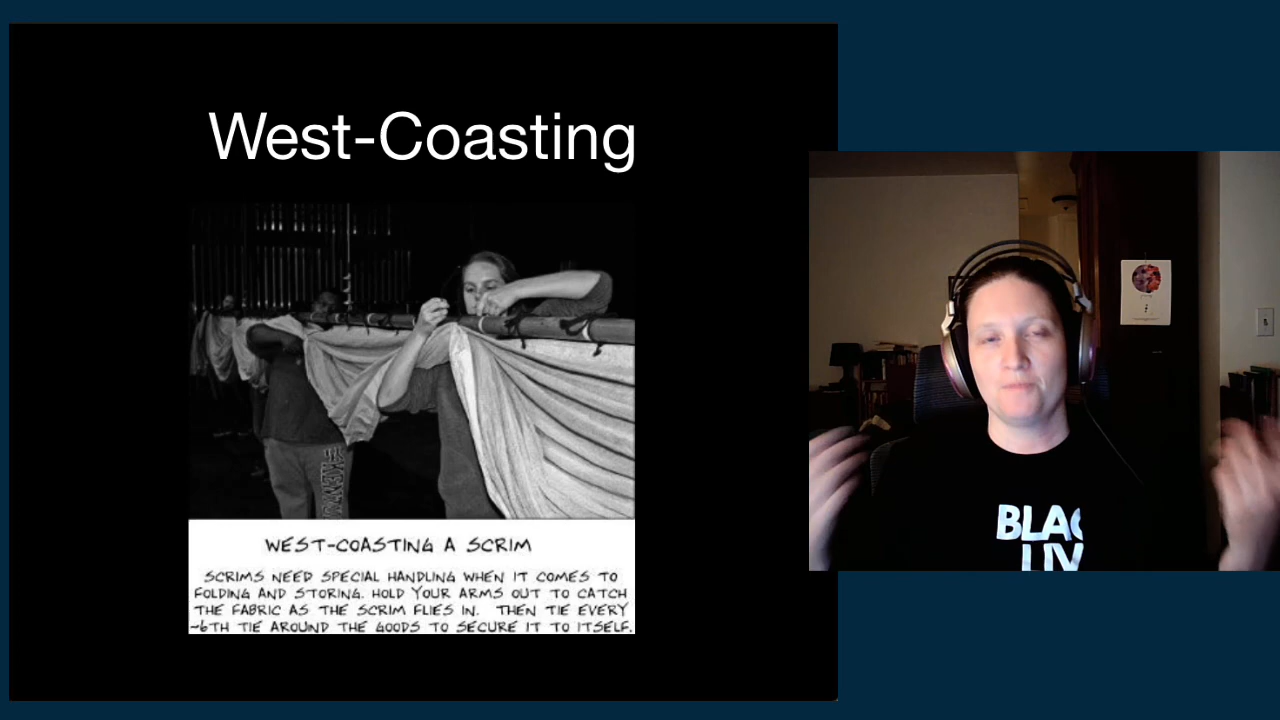 West-Coasting
WEST-COASTING A SCRIM
SCRIMS NEED SPECIAL HANDLING WHEN IT COMES TO
FOLDING AND STORING. HOLD YOUR ARMS OUT TO CATCH
THE FABRIC AS THE SCRIM FLIES IN. THEN TIE EVERY
~6TH TIE AROUND THE GOODS TO SECURE IT TO ITSELF.
BLAC
LIV